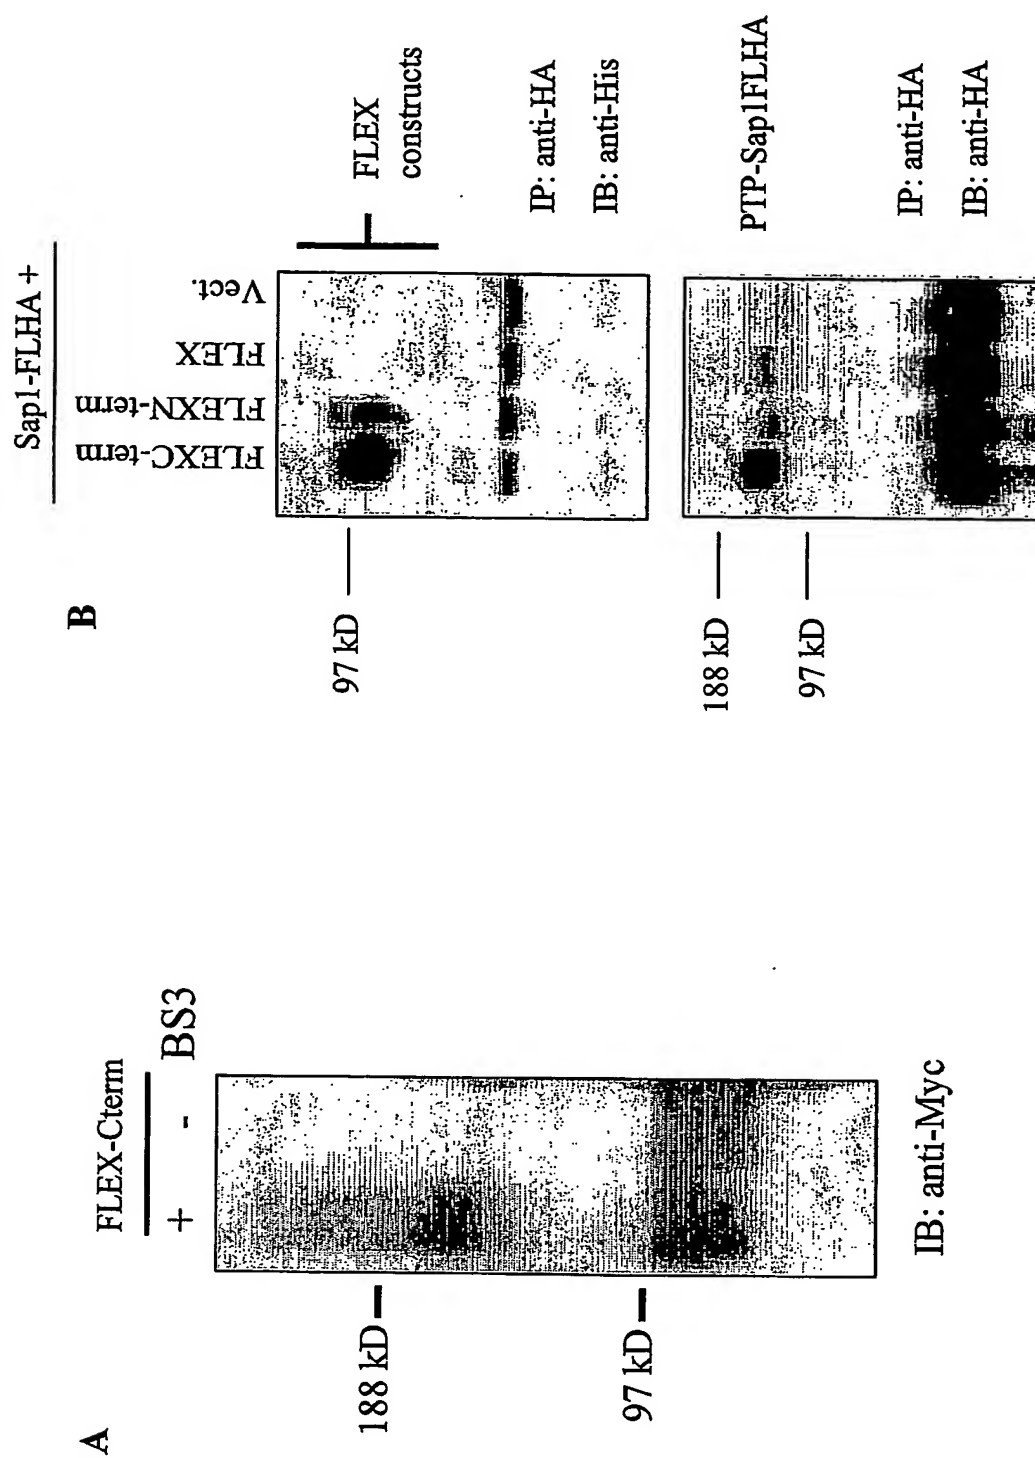 A
FLEX-Cterm
+ - BS3
188 kD
97 kD
IB: anti-Myc
B
Sap1-FLHA +
FLEXC-term
FLEXN-term
FLEX
Vect.
97 kD
FLEX
constructs
IP: anti-HA
IB: anti-His
188 kD
97 kD
PTP-Sap1FLHA
IP: anti-HA
IB: anti-HA